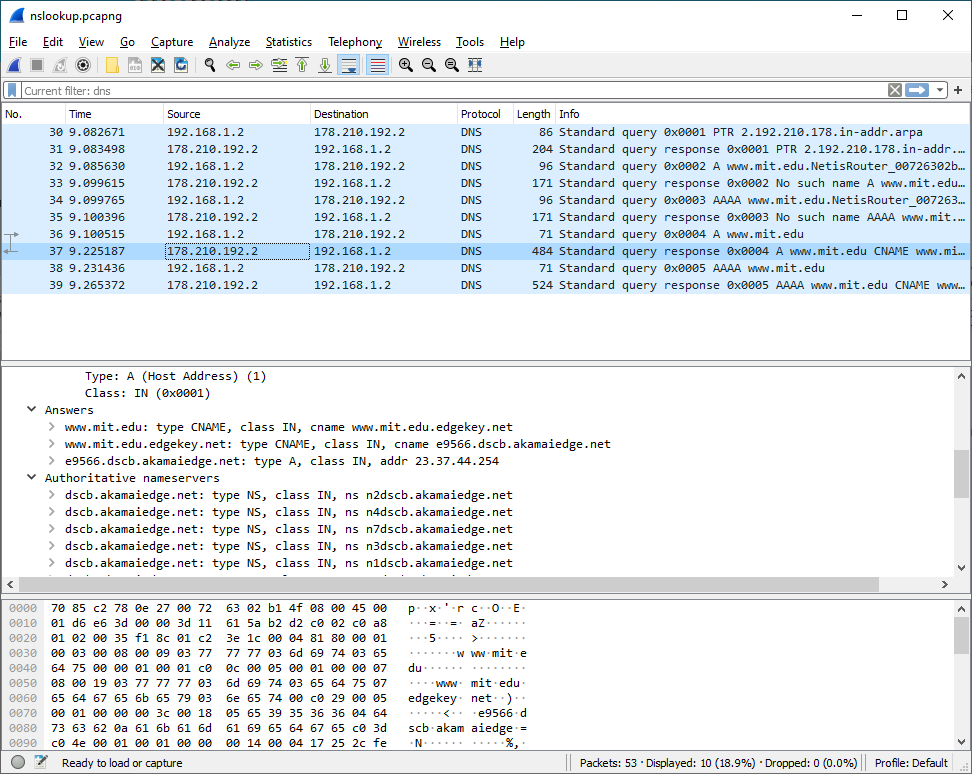 nslookup.pcapng
File Edit View Go Capture Analyze Statistics Telephony Wireless Tools Help
Current filter: dns
No. Time Source Destination Protocol Length Info
30 9.082671 192.168.1.2 178.210.192.2 DNS 86 Standard query 0x0001 PTR 2.192.210.178.in-addr.arpa
31 9.083498 178.210.192.2 192.168.1.2 DNS 204 Standard query response 0x0001 PTR 2.192.210.178.in-addr.…
32 9.085630 192.168.1.2 178.210.192.2 DNS 96 Standard query 0x0002 A www.mit.edu.NetisRouter_00726302b…
33 9.099615 178.210.192.2 192.168.1.2 DNS 171 Standard query response 0x0002 No such name A www.mit.edu…
34 9.099765 192.168.1.2 178.210.192.2 DNS 96 Standard query 0x0003 AAAA www.mit.edu.NetisRouter_007263…
35 9.100396 178.210.192.2 192.168.1.2 DNS 171 Standard query response 0x0003 No such name AAAA www.mit.…
36 9.100515 192.168.1.2 178.210.192.2 DNS 71 Standard query 0x0004 A www.mit.edu
37 9.225187 178.210.192.2 192.168.1.2 DNS 484 Standard query response 0x0004 A www.mit.edu CNAME www.mi…
38 9.231436 192.168.1.2 178.210.192.2 DNS 71 Standard query 0x0005 AAAA www.mit.edu
39 9.265372 178.210.192.2 192.168.1.2 DNS 524 Standard query response 0x0005 AAAA www.mit.edu CNAME www…
Type: A (Host Address) (1)
Class: IN (0x0001)
Answers
www.mit.edu: type CNAME, class IN, cname www.mit.edu.edgekey.net
www.mit.edu.edgekey.net: type CNAME, class IN, cname e9566.dscb.akamaiedge.net
e9566.dscb.akamaiedge.net: type A, class IN, addr 23.37.44.254
Authoritative nameservers
dscb.akamaiedge.net: type NS, class IN, ns n2dscb.akamaiedge.net
dscb.akamaiedge.net: type NS, class IN, ns n4dscb.akamaiedge.net
dscb.akamaiedge.net: type NS, class IN, ns n7dscb.akamaiedge.net
dscb.akamaiedge.net: type NS, class IN, ns n3dscb.akamaiedge.net
dscb.akamaiedge.net: type NS, class IN, ns n1dscb.akamaiedge.net
0000 70 85 c2 78 0e 27 00 72 63 02 b1 4f 08 00 45 00 p··x·'·r c··O··E·
0010 01 d6 e6 3d 00 00 3d 11 61 5a b2 d2 c0 02 c0 a8 ···=··=· aZ······
0020 01 02 00 35 f1 8c 01 c2 3e 1c 00 04 81 80 00 01 ···5···· >·······
0030 00 03 00 08 00 09 03 77 77 77 03 6d 69 74 03 65 ·······w ww·mit·e
0040 64 75 00 00 01 00 01 c0 0c 00 05 00 01 00 00 07 du······ ········
0050 08 00 19 03 77 77 77 03 6d 69 74 03 65 64 75 07 ····www· mit·edu·
0060 65 64 67 65 6b 65 79 03 6e 65 74 00 c0 29 00 05 edgekey· net··)··
0070 00 01 00 00 00 3c 00 18 05 65 39 35 36 36 04 64 ·····<·· ·e9566·d
0080 73 63 62 0a 61 6b 61 6d 61 69 65 64 67 65 c0 3d scb·akam aiedge·=
0090 c0 4e 00 01 00 01 00 00 00 14 00 04 17 25 2c fe ·N······ ·····%,·
Ready to load or capture Packets: 53 · Displayed: 10 (18.9%) · Dropped: 0 (0.0%) Profile: Default